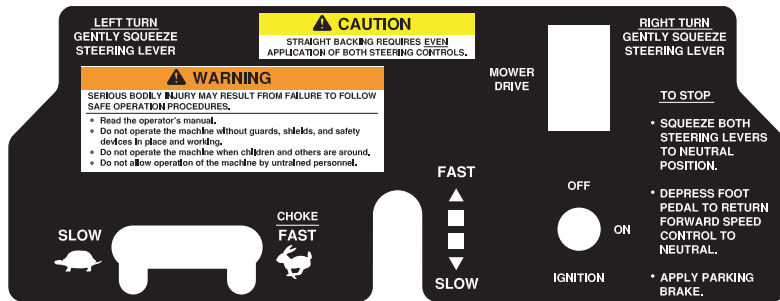 LEFT TURN
GENTLY SQUEEZE
STEERING LEVER
⚠ CAUTION
STRAIGHT BACKING REQUIRES EVEN
APPLICATION OF BOTH STEERING CONTROLS.
RIGHT TURN
GENTLY SQUEEZE
STEERING LEVER
⚠ WARNING
SERIOUS BODILY INJURY MAY RESULT FROM FAILURE TO FOLLOW
SAFE OPERATION PROCEDURES.
• Read the operator's manual.
• Do not operate the machine without guards, shields, and safety
devices in place and working.
• Do not operate the machine when children and others are around.
• Do not allow operation of the machine by untrained personnel.
MOWER
DRIVE
TO STOP
• SQUEEZE BOTH
STEERING LEVERS
TO NEUTRAL
POSITION.
• DEPRESS FOOT
PEDAL TO RETURN
FORWARD SPEED
CONTROL TO
NEUTRAL.
• APPLY PARKING
BRAKE.
SLOW
CHOKE
FAST
FAST
SLOW
OFF
ON
IGNITION